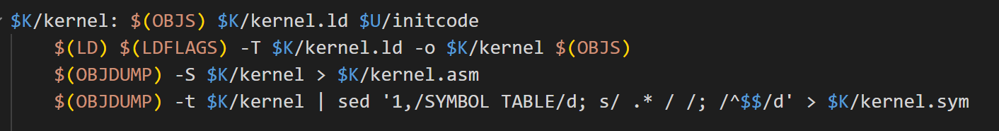 $K/kernel: $(OBJS) $K/kernel.ld $U/initcode
$(LD) $(LDFLAGS) -T $K/kernel.ld -o $K/kernel $(OBJS)
$(OBJDUMP) -S $K/kernel > $K/kernel.asm
$(OBJDUMP) -t $K/kernel | sed '1,/SYMBOL TABLE/d; s/ .* / /; /^$$/d' > $K/kernel.sym